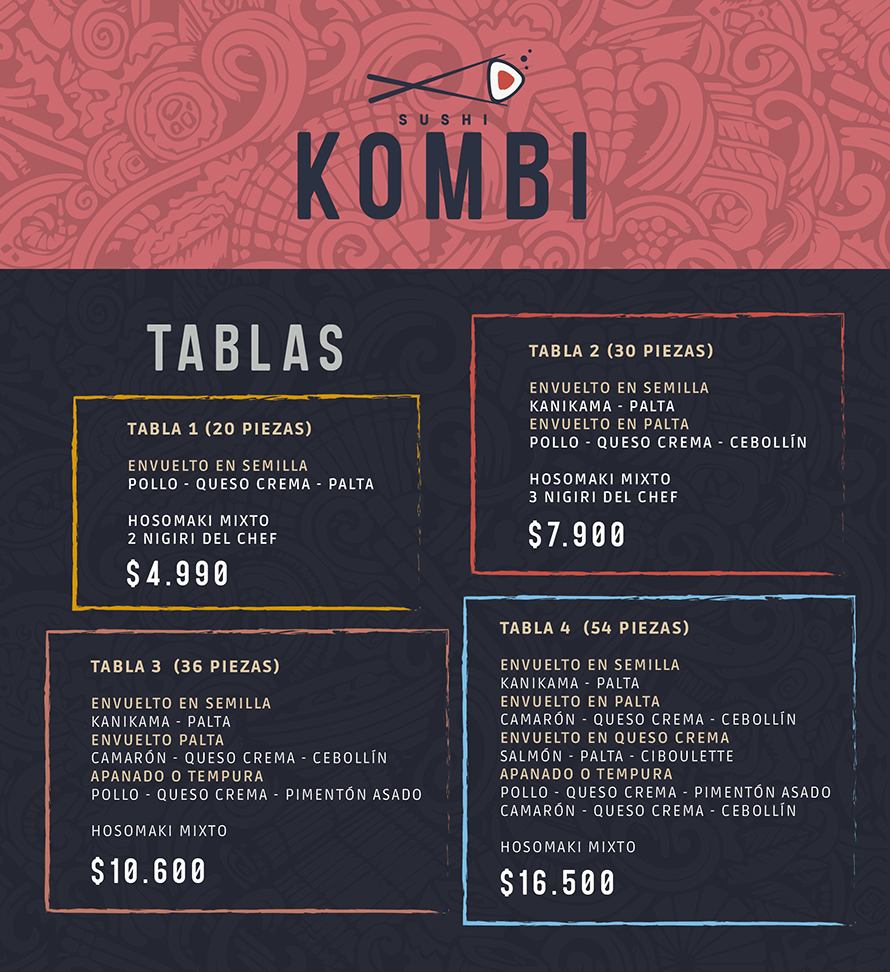 SUSHI
KOMBI
TABLAS
TABLA 1 (20 PIEZAS)
ENVUELTO EN SEMILLA
POLLO - QUESO CREMA - PALTA
HOSOMAKI MIXTO
2 NIGIRI DEL CHEF
$4.990
TABLA 2 (30 PIEZAS)
ENVUELTO EN SEMILLA
KANIKAMA - PALTA
ENVUELTO EN PALTA
POLLO - QUESO CREMA - CEBOLLÍN
HOSOMAKI MIXTO
3 NIGIRI DEL CHEF
$7.900
TABLA 3 (36 PIEZAS)
ENVUELTO EN SEMILLA
KANIKAMA - PALTA
ENVUELTO PALTA
CAMARÓN - QUESO CREMA - CEBOLLÍN
APANADO O TEMPURA
POLLO - QUESO CREMA - PIMENTÓN ASADO
HOSOMAKI MIXTO
$10.600
TABLA 4 (54 PIEZAS)
ENVUELTO EN SEMILLA
KANIKAMA - PALTA
ENVUELTO EN PALTA
CAMARÓN - QUESO CREMA - CEBOLLÍN
ENVUELTO EN QUESO CREMA
SALMÓN - PALTA - CIBOULETTE
APANADO O TEMPURA
POLLO - QUESO CREMA - PIMENTÓN ASADO
CAMARÓN - QUESO CREMA - CEBOLLÍN
HOSOMAKI MIXTO
$16.500